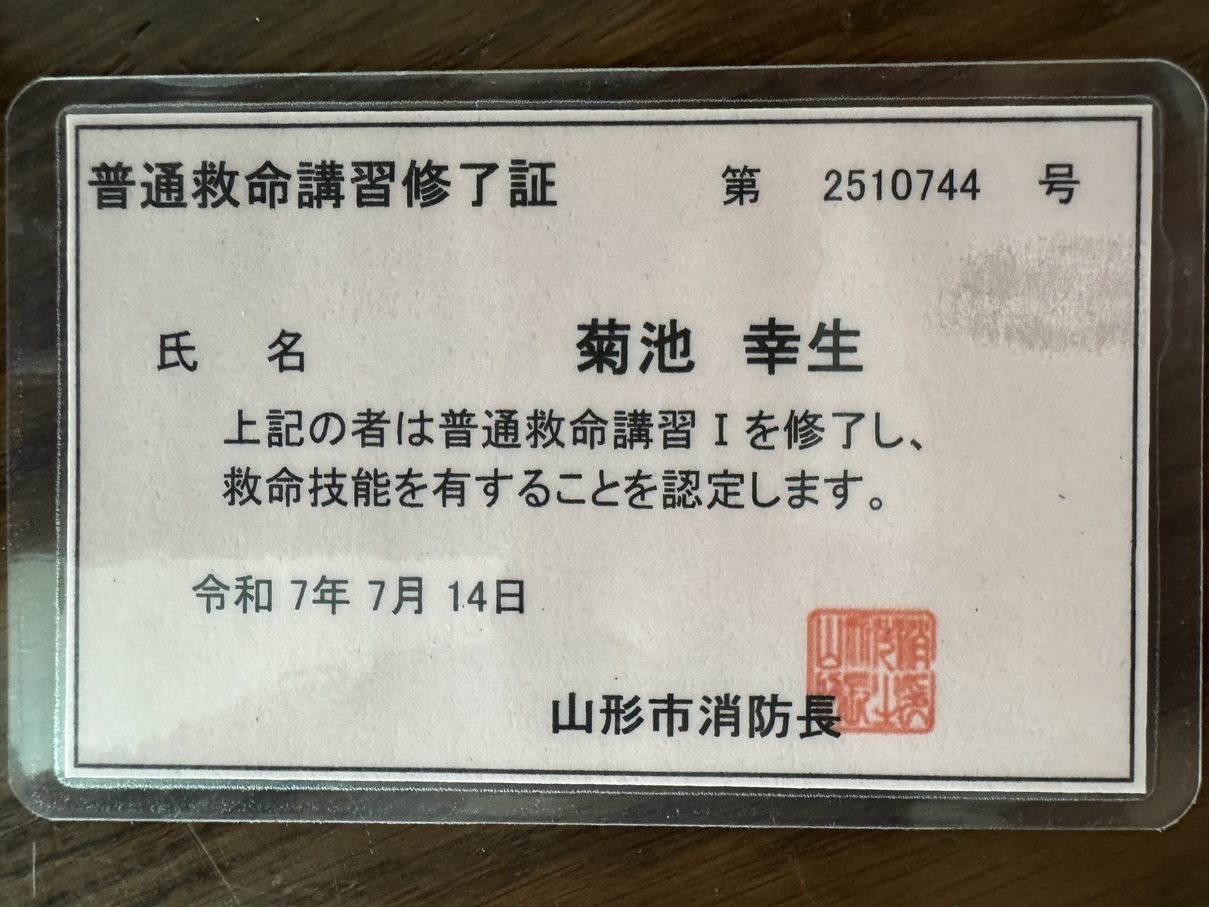 普通救命講習修了証 第 2510744 号
氏 名 菊池 幸生
上記の者は普通救命講習Ⅰを修了し、
救命技能を有することを認定します。
令和 7年 7月 14日
山形市消防長